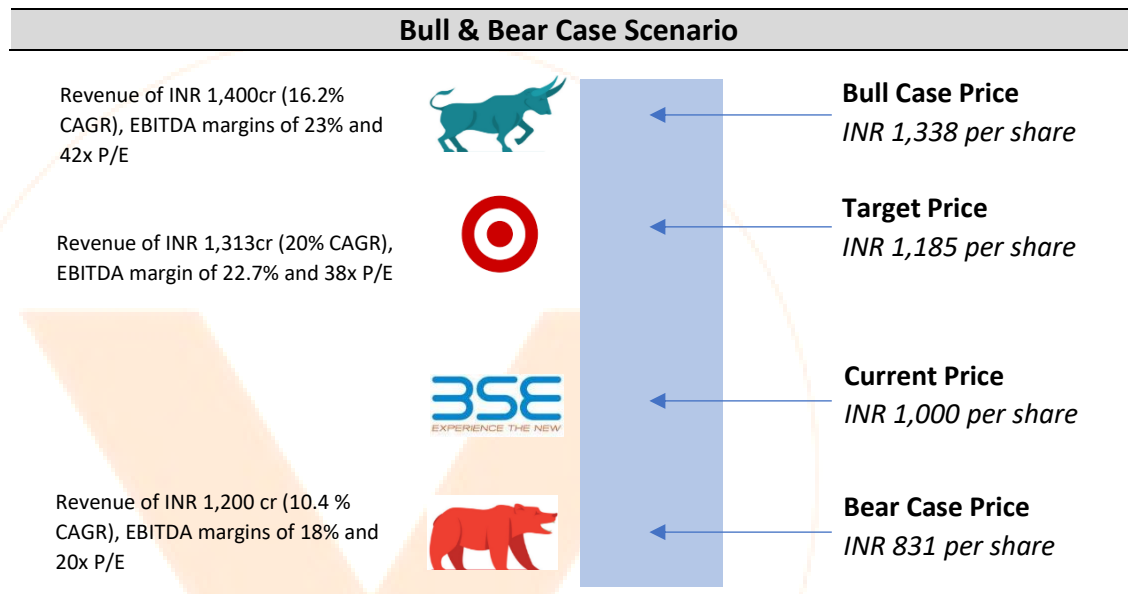 Bull & Bear Case Scenario
Revenue of INR 1,400cr (16.2%
CAGR), EBITDA margins of 23% and
42x P/E
Bull Case Price
INR 1,338 per share
Revenue of INR 1,313cr (20% CAGR),
EBITDA margin of 22.7% and 38x P/E
Target Price
INR 1,185 per share
BSE
EXPERIENCE THE NEW
Current Price
INR 1,000 per share
Revenue of INR 1,200 cr (10.4 %
CAGR), EBITDA margins of 18% and
20x P/E
Bear Case Price
INR 831 per share